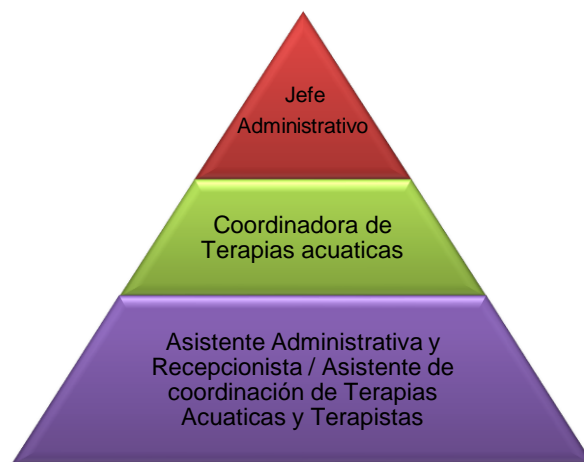 Jefe
Administrativo
Coordinadora de
Terapias acuaticas
Asistente Administrativa y
Recepcionista / Asistente de
coordinación de Terapias
Acuaticas y Terapistas